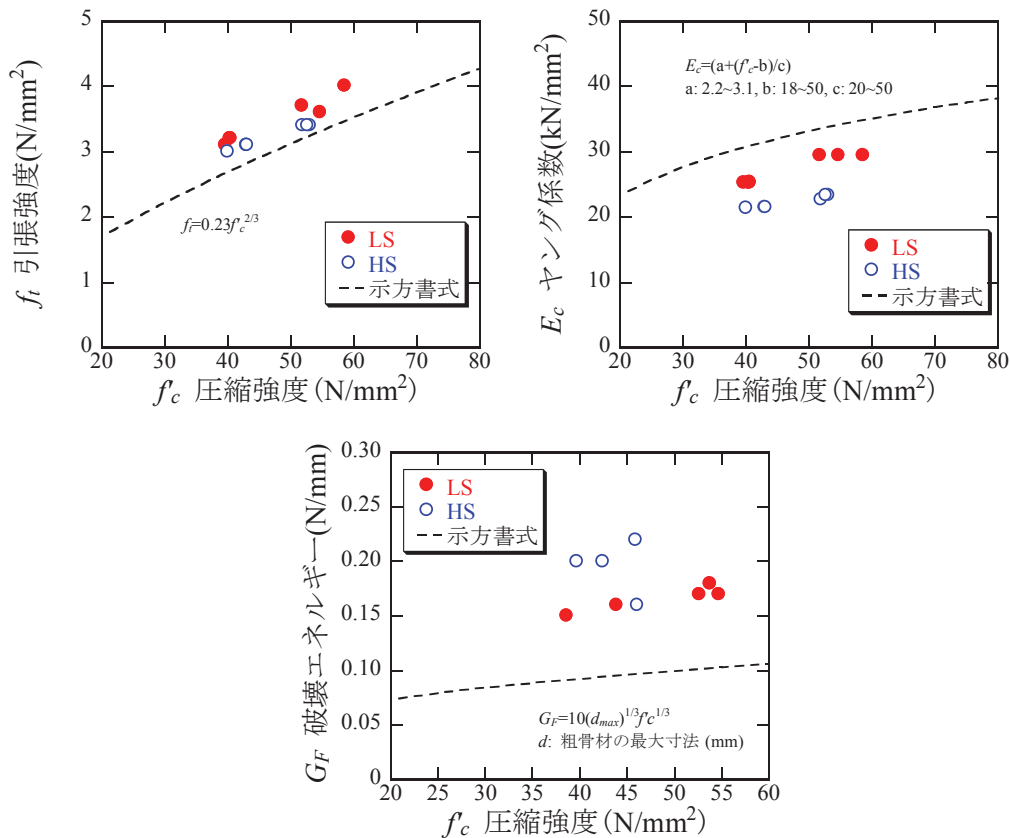 5
4
3
2
1
0
20 30 40 50 60 70 80
f_t 引張強度(N/mm²)
f'_c 圧縮強度(N/mm²)
f_t=0.23f'_c^{2/3}
LS
HS
示方書式
50
40
30
20
10
0
20 30 40 50 60 70 80
E_c ヤング係数(kN/mm²)
f'_c 圧縮強度(N/mm²)
E_c=(a+(f'_c-b)/c)
a: 2.2~3.1, b: 18~50, c: 20~50
LS
HS
示方書式
0.30
0.25
0.20
0.15
0.10
0.05
0
20 25 30 35 40 45 50 55 60
G_F 破壊エネルギー(N/mm)
f'_c 圧縮強度(N/mm²)
LS
HS
示方書式
G_F=10(d_{max})^{1/3}f'c^{1/3}
d: 粗骨材の最大寸法 (mm)